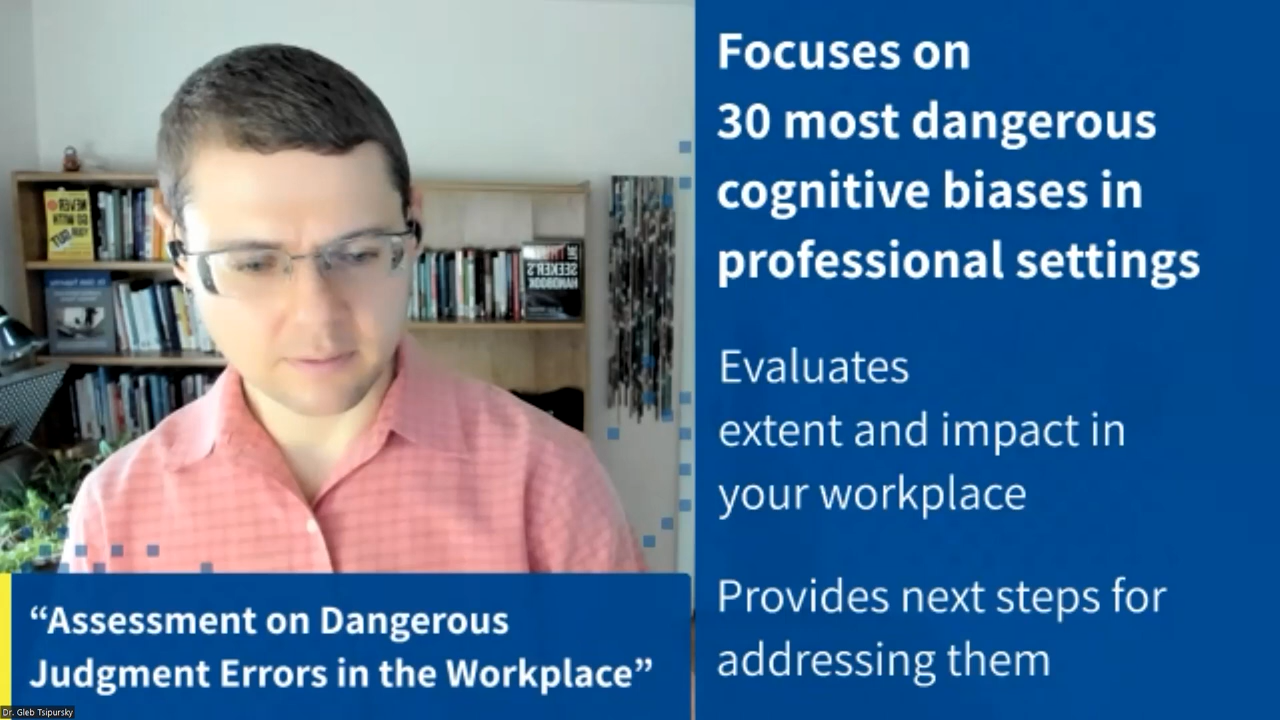 Focuses on
30 most dangerous
cognitive biases in
professional settings
Evaluates
extent and impact in
your workplace
Provides next steps for
addressing them
NEVER
GO WITH
YOUR
SEEKER'S
HANDBOOK
“Assessment on Dangerous
Judgment Errors in the Workplace”
Dr. Gleb Tsipursky